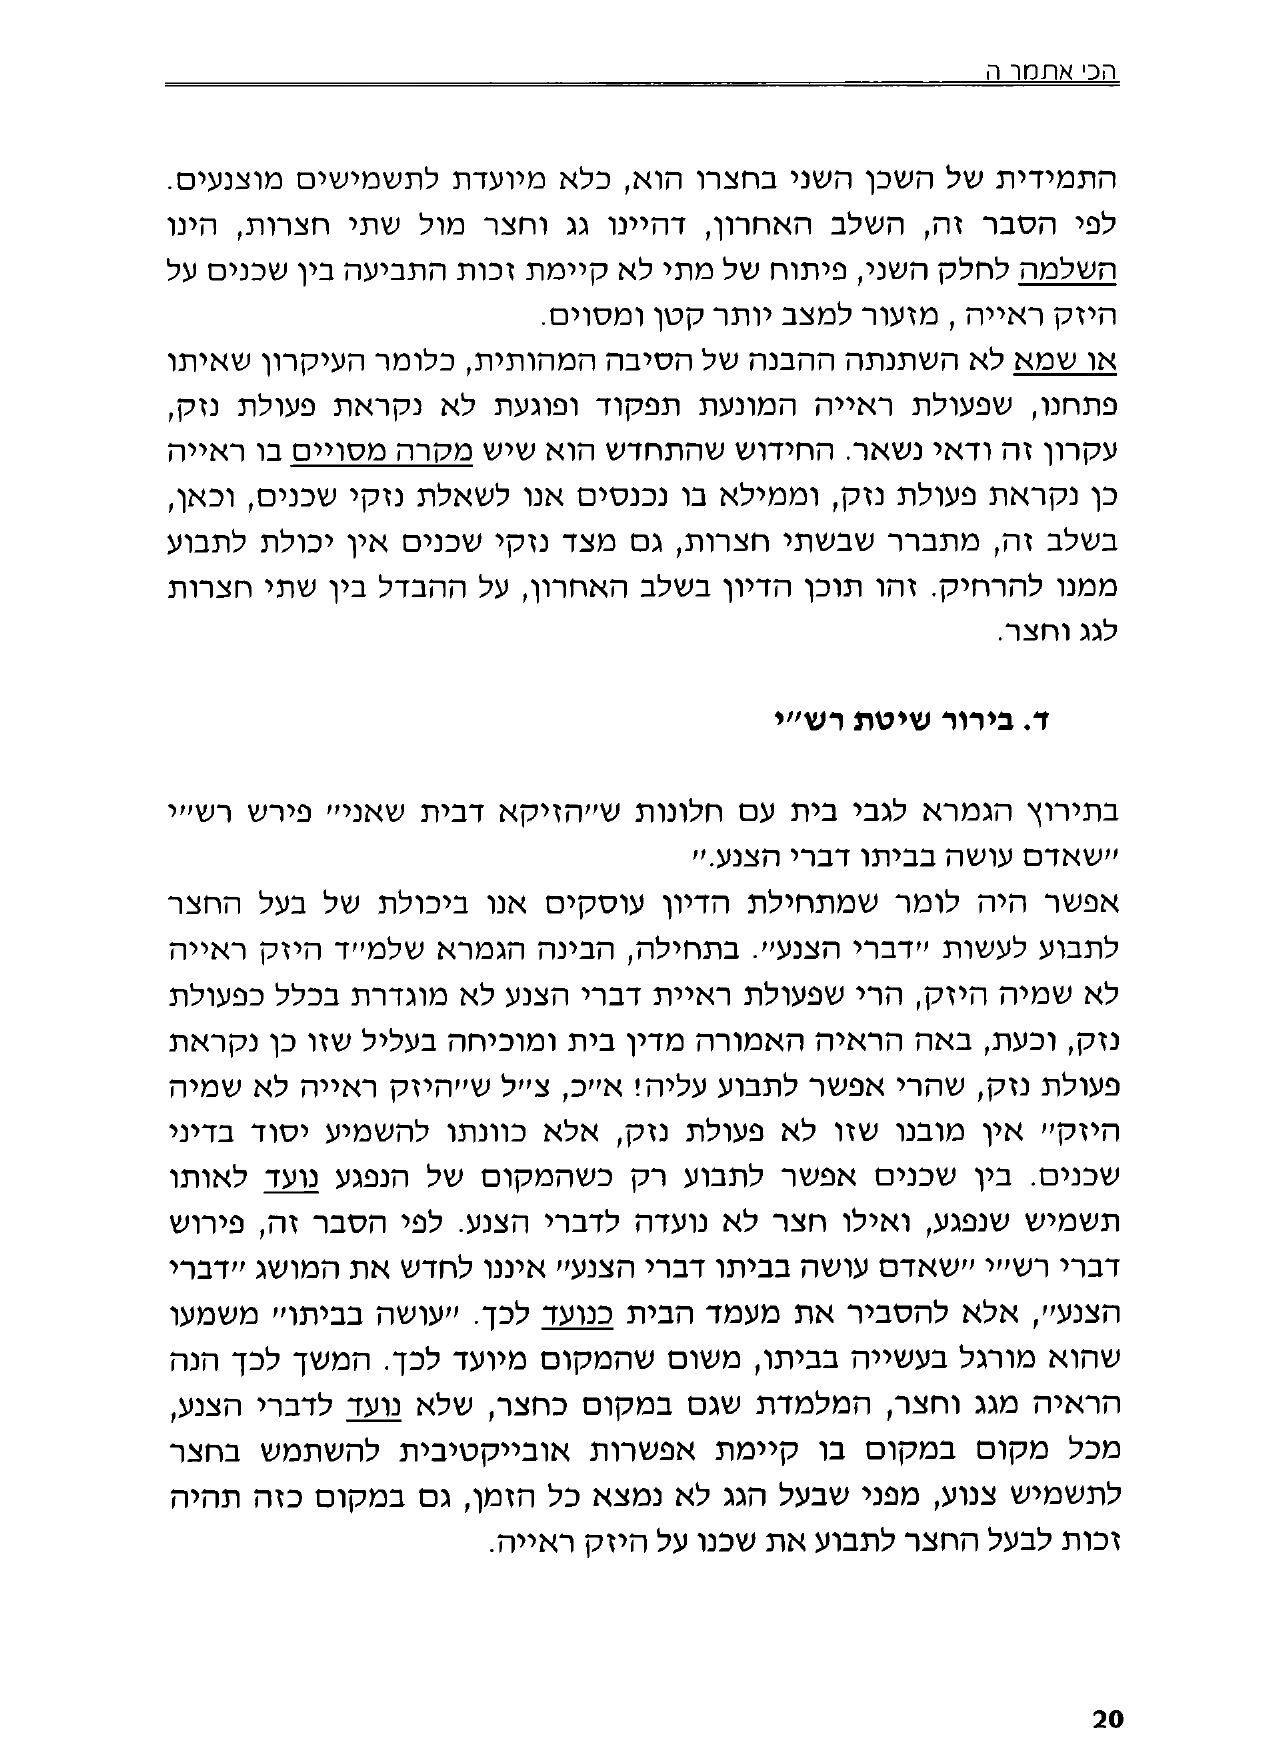 הכי אתמר ה
התמידית של השכן השני בחצרו הוא, כלא מיועדת לתשמישים מוצנעים.
לפי הסבר זה, השלב האחרון, דהיינו גג וחצר מול שתי חצרות, הינו
השלמה לחלק השני, פיתוח של מתי לא קיימת זכות התביעה בין שכנים על
היזק ראייה , מזעור למצב יותר קטן ומסוים.
או שמא לא השתנתה ההבנה של הסיבה המהותית, כלומר העיקרון שאיתו
פתחנו, שפעולת ראייה המונעת תפקוד ופוגעת לא נקראת פעולת נזק,
עקרון זה ודאי נשאר. החידוש שהתחדש הוא שיש מקרה מסויים בו ראייה
כן נקראת פעולת נזק, וממילא בו נכנסים אנו לשאלת נזקי שכנים, וכאן,
בשלב זה, מתברר שבשתי חצרות, גם מצד נזקי שכנים אין יכולת לתבוע
ממנו להרחיק. זהו תוכן הדיון בשלב האחרון, על ההבדל בין שתי חצרות
לגג וחצר.
ד. בירור שיטת רש״י
בתירוץ הגמרא לגבי בית עם חלונות ש״הזיקא דבית שאני״ פירש רש״י
״שאדם עושה בביתו דברי הצנע.״
אפשר היה לומר שמתחילת הדיון עוסקים אנו ביכולת של בעל החצר
לתבוע לעשות ״דברי הצנע״. בתחילה, הבינה הגמרא שלמ״ד היזק ראייה
לא שמיה היזק, הרי שפעולת ראיית דברי הצנע לא מוגדרת בכלל כפעולת
נזק, וכעת, באה הראיה האמורה מדין בית ומוכיחה בעליל שזו כן נקראת
פעולת נזק, שהרי אפשר לתבוע עליה! א״כ, צ״ל ש״היזק ראייה לא שמיה
היזק״ אין מובנו שזו לא פעולת נזק, אלא כוונתו להשמיע יסוד בדיני
שכנים. בין שכנים אפשר לתבוע רק כשהמקום של הנפגע נועד לאותו
תשמיש שנפגע, ואילו חצר לא נועדה לדברי הצנע. לפי הסבר זה, פירוש
דברי רש״י ״שאדם עושה בביתו דברי הצנע״ איננו לחדש את המושג ״דברי
הצנע״, אלא להסביר את מעמד הבית כנועד לכך. ״עושה בביתו״ משמעו
שהוא מורגל בעשייה בביתו, משום שהמקום מיועד לכך. המשך לכך הנה
הראיה מגג וחצר, המלמדת שגם במקום כחצר, שלא נועד לדברי הצנע,
מכל מקום במקום בו קיימת אפשרות אובייקטיבית להשתמש בחצר
לתשמיש צנוע, מפני שבעל הגג לא נמצא כל הזמן, גם במקום כזה תהיה
זכות לבעל החצר לתבוע את שכנו על היזק ראייה.
20